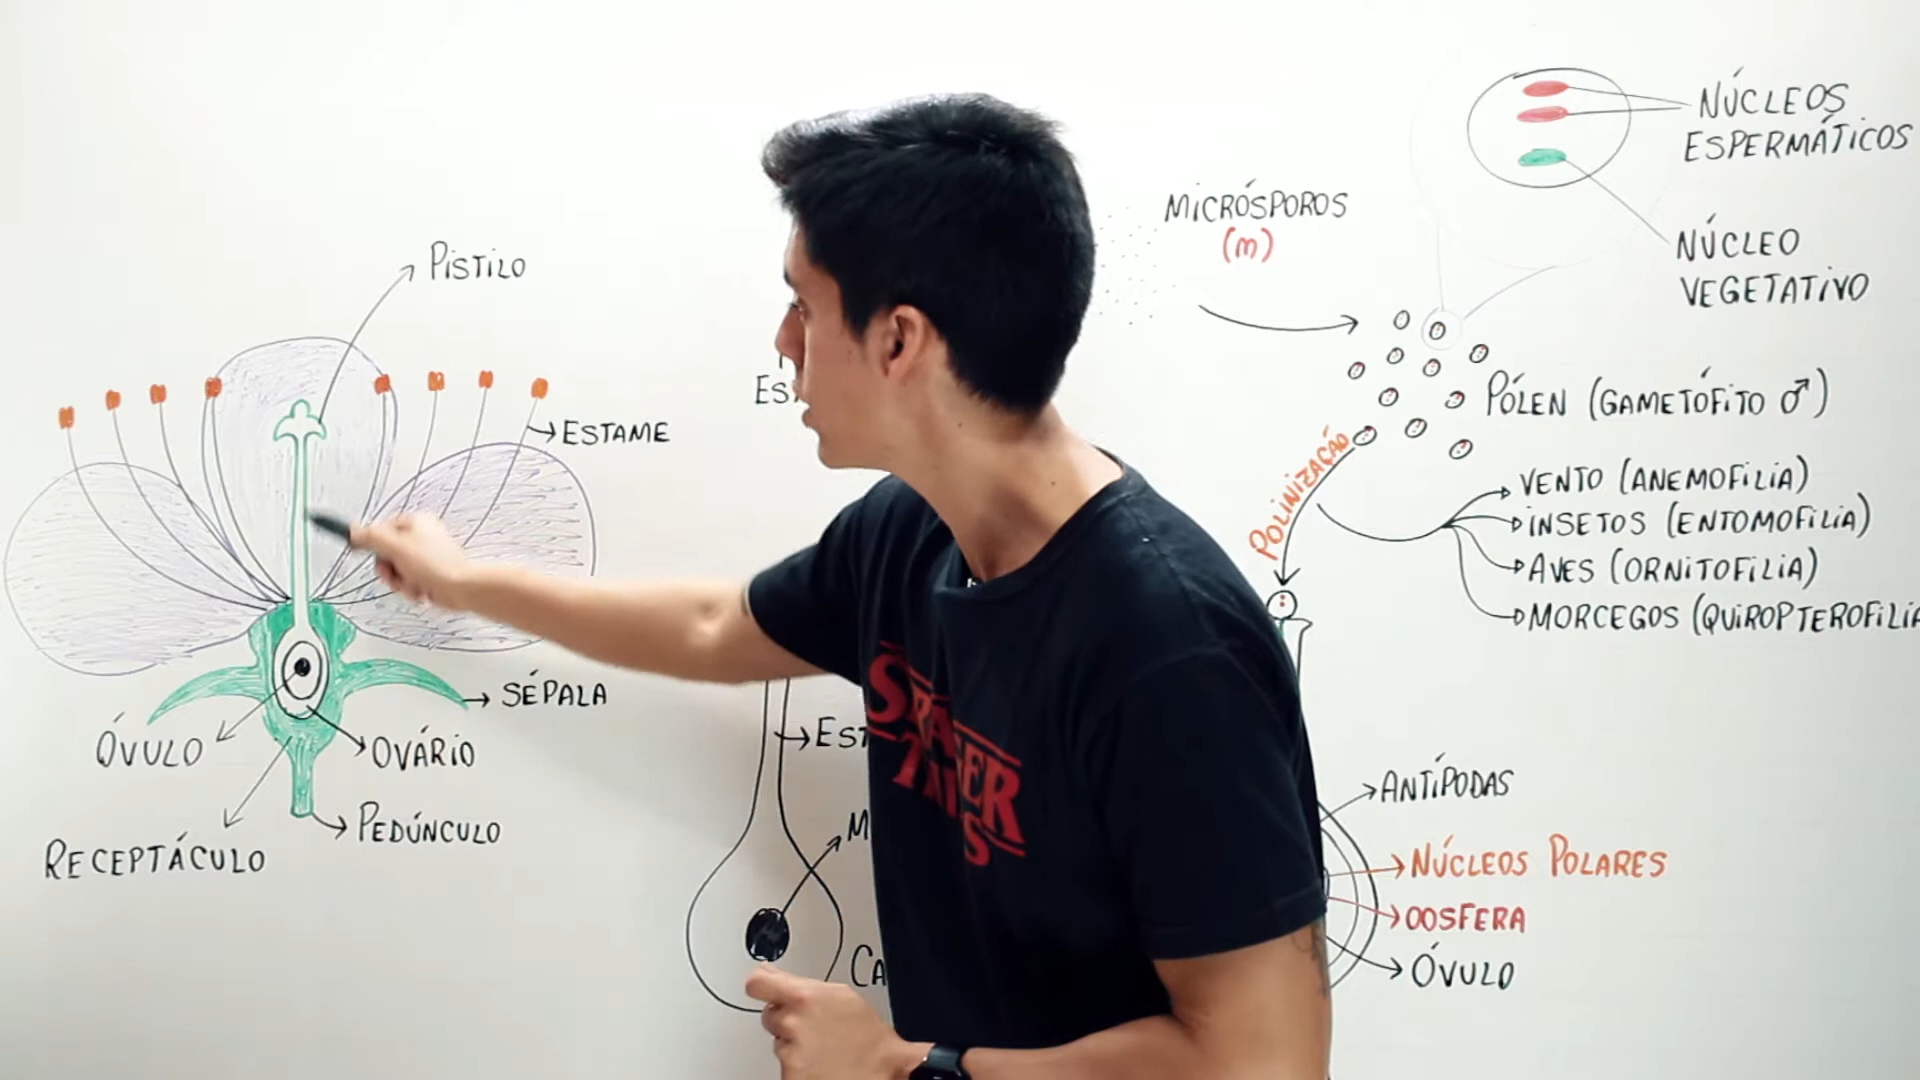 PISTILO
ESTAME
SÉPALA
ÓVULO
OVÁRIO
PEDÚNCULO
RECEPTÁCULO
MICRÓSPOROS
(n)
NÚCLEOS
ESPERMÁTICOS
NÚCLEO
VEGETATIVO
PÓLEN (GAMETÓFITO ♂)
POLINIZAÇÃO
VENTO (ANEMOFILIA)
INSETOS (ENTOMOFILIA)
AVES (ORNITOFILIA)
MORCEGOS (QUIROPTEROFILIA
ANTÍPODAS
NÚCLEOS POLARES
OOSFERA
ÓVULO